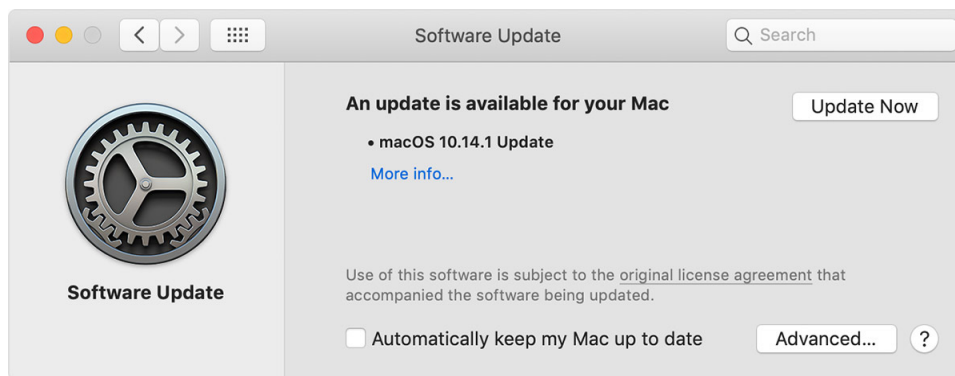 Software Update
Search
An update is available for your Mac
Update Now
• macOS 10.14.1 Update
More info...
Software Update
Use of this software is subject to the original license agreement that
accompanied the software being updated.
Automatically keep my Mac up to date
Advanced...
?